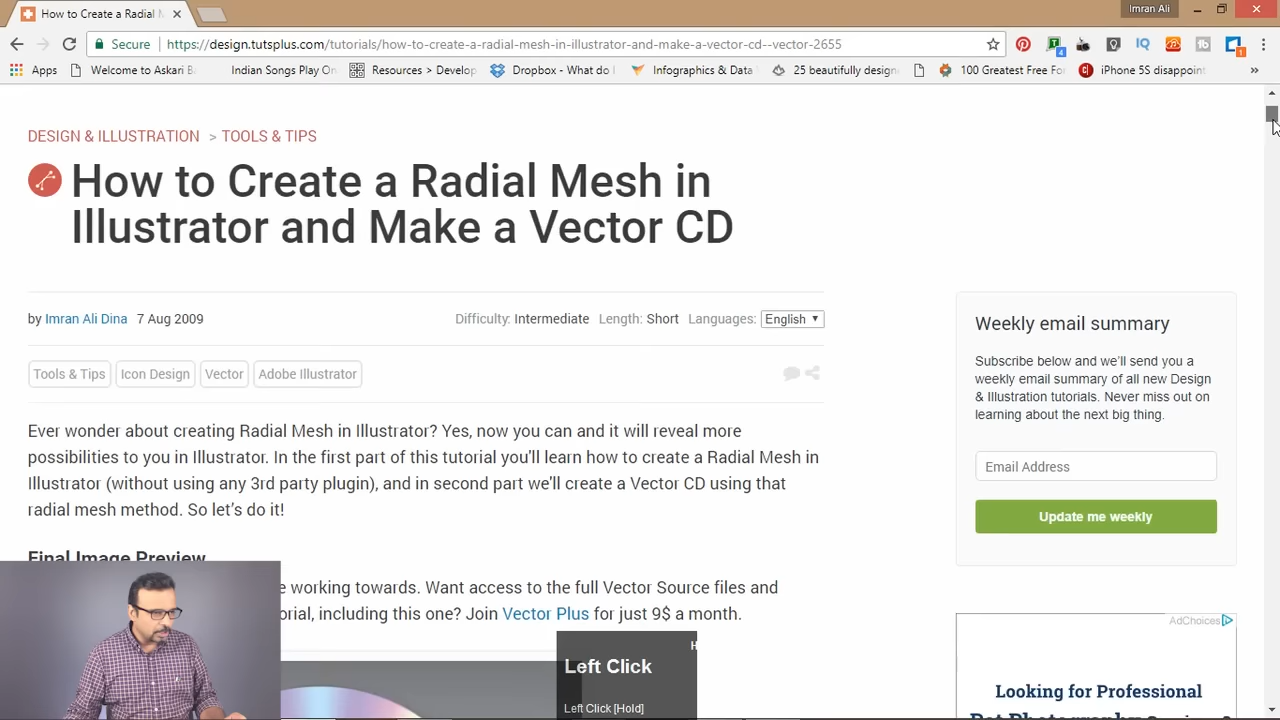 How to Create a Radial M
Imran Ali
Secure
https://design.tutsplus.com/tutorials/how-to-create-a-radial-mesh-in-illustrator-and-make-a-vector-cd--vector-2655
Apps
Welcome to Askari B
Indian Songs Play On
Resources > Develop
Dropbox - What do I
Infographics & Data
25 beautifully design
100 Greatest Free Fo
iPhone 5S disappoint
»
DESIGN & ILLUSTRATION > TOOLS & TIPS
How to Create a Radial Mesh in
Illustrator and Make a Vector CD
by Imran Ali Dina 7 Aug 2009
Difficulty: Intermediate Length: Short Languages: English
Tools & Tips
Icon Design
Vector
Adobe Illustrator
Ever wonder about creating Radial Mesh in Illustrator? Yes, now you can and it will reveal more
possibilities to you in Illustrator. In the first part of this tutorial you'll learn how to create a Radial Mesh in
Illustrator (without using any 3rd party plugin), and in second part we'll create a Vector CD using that
radial mesh method. So let's do it!
Final Image Preview
e working towards. Want access to the full Vector Source files and
orial, including this one? Join Vector Plus for just 9$ a month.
Weekly email summary
Subscribe below and we'll send you a
weekly email summary of all new Design
& Illustration tutorials. Never miss out on
learning about the next big thing.
Email Address
Update me weekly
AdChoices
Looking for Professional
H
Left Click
Left Click [Hold]